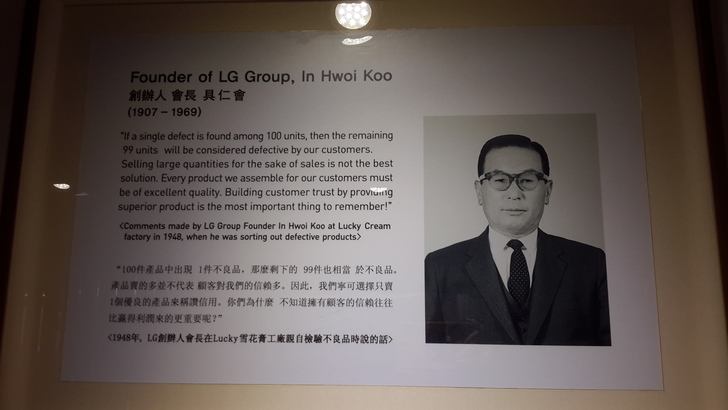 Founder of LG Group, In Hwoi Koo
創辦人 會長 具仁會
(1907 – 1969)
"If a single defect is found among 100 units, then the remaining
99 units will be considered defective by our customers.
Selling large quantities for the sake of sales is not the best
solution. Every product we assemble for our customers must
be of excellent quality. Building customer trust by providing
superior product is the most important thing to remember!"
<Comments made by LG Group Founder In Hwoi Koo at Lucky Cream
factory in 1948, when he was sorting out defective products>
“100件產品中出現 1件不良品，那麼剩下的 99件也相當 於不良品。
產品賣的多並不代表 顧客對我們的信賴多。因此，我們寧可選擇只賣
1個優良的產品來稱讚信用。你們為什麼 不知道擁有顧客的信賴往往
比贏得利潤來的更重要呢?”
<1948年，LG創辦人會長在Lucky雪花膏工廠親自檢驗不良品時說的話>